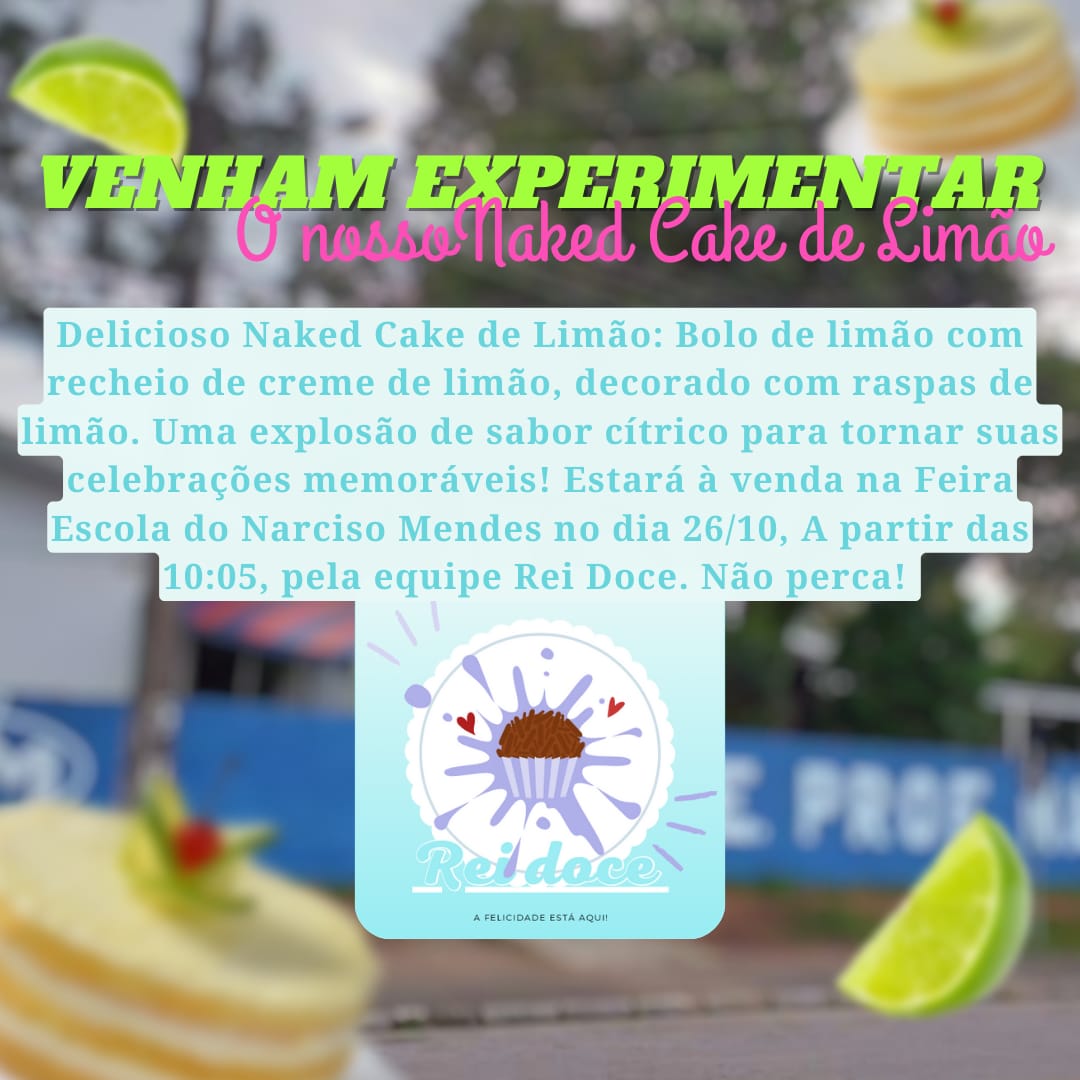 VENHAM EXPERIMENTAR
O nosso Naked Cake de Limão
Delicioso Naked Cake de Limão: Bolo de limão com
recheio de creme de limão, decorado com raspas de
limão. Uma explosão de sabor cítrico para tornar suas
celebrações memoráveis! Estará à venda na Feira
Escola do Narciso Mendes no dia 26/10, A partir das
10:05, pela equipe Rei Doce. Não perca!
Rei doce
A FELICIDADE ESTÁ AQUI!
E PROF